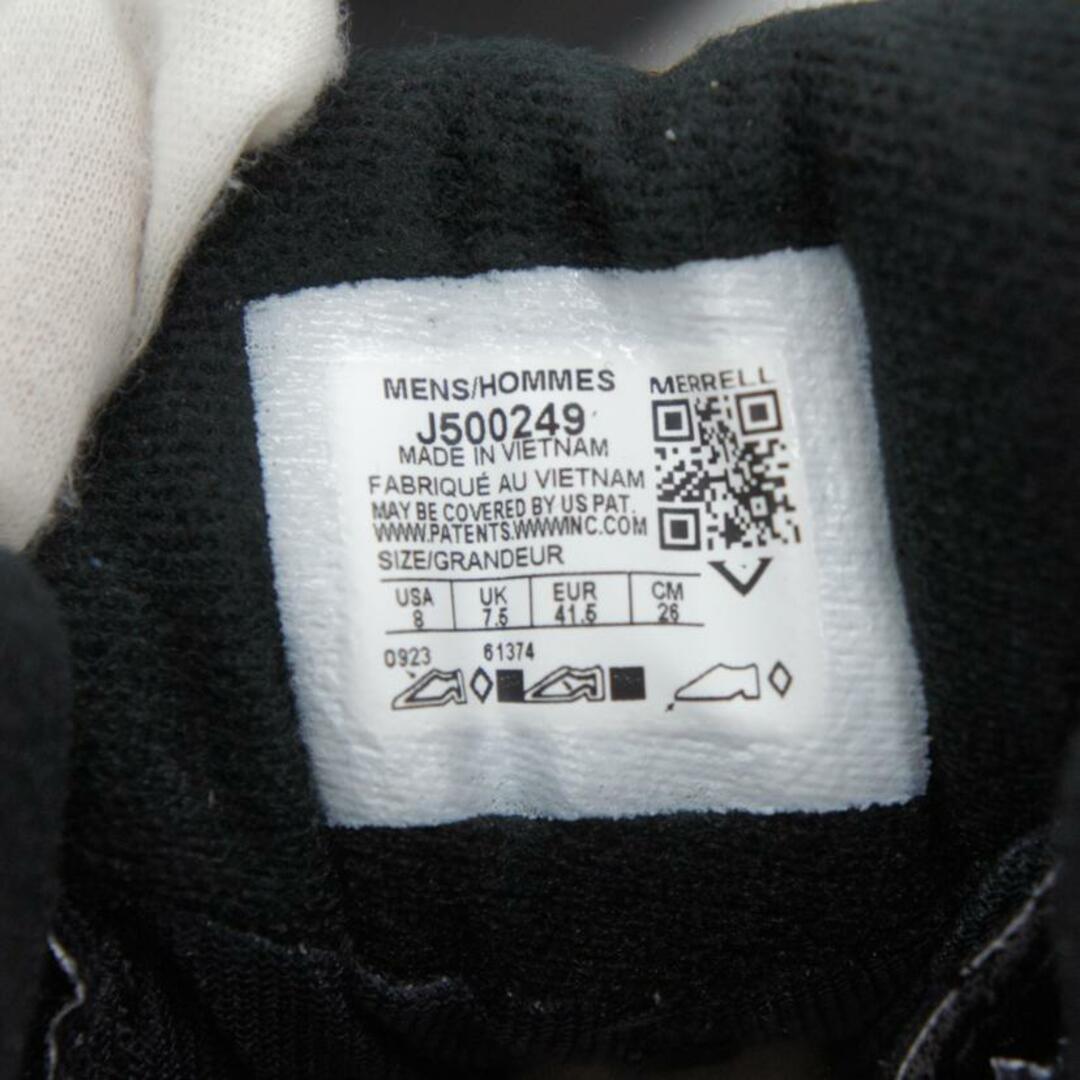 MENS/HOMMES
MERRELL
J500249
MADE IN VIETNAM
FABRIQUÉ AU VIETNAM
MAY BE COVERED BY US PAT.
WWW.PATENTS.WWWINC.COM
SIZE/GRANDEUR
USA UK EUR CM
8 7.5 41.5 26
0923 61374